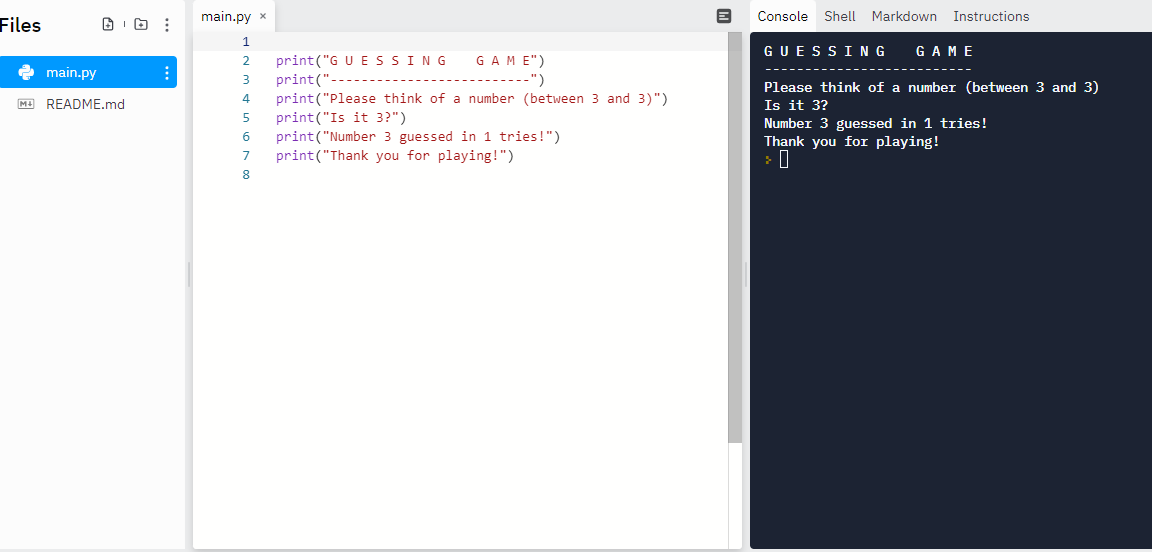 Files
main.py
README.md
main.py ×
1
2 print("G U E S S I N G    G A M E")
3 print("--------------------------")
4 print("Please think of a number (between 3 and 3)")
5 print("Is it 3?")
6 print("Number 3 guessed in 1 tries!")
7 print("Thank you for playing!")
8
Console Shell Markdown Instructions
G U E S S I N G    G A M E
--------------------------
Please think of a number (between 3 and 3)
Is it 3?
Number 3 guessed in 1 tries!
Thank you for playing!